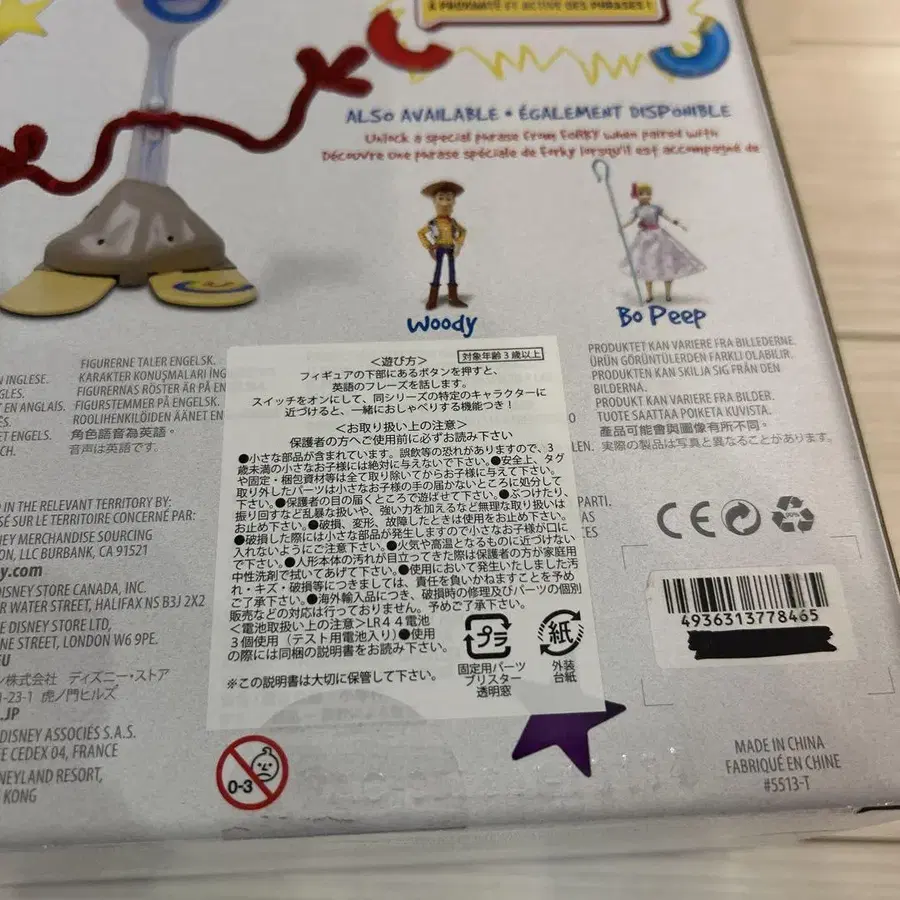 À PROXIMITÉ ET ACTIVE DES PHRASES !
ALSO AVAILABLE • ÉGALEMENT DISPONIBLE
Unlock a special phrase from FORKY when paired with
Découvre une phrase spéciale de Forky lorsqu'il est accompagné de
Woody
Bo Peep
INGLESE.
EN ANGLAIS.
FIGURERNE TALER ENGELSK.
KARAKTER KONUŞMALARI İNG
FIGURERNAS RÖSTER ÄR PÅ EN
FIGURSTEMMER PÅ ENGELSK.
ROOLIHENKILÖIDEN ÄÄNET EN
角色語音為英語。
音声は英語です。
PRODUKTET KAN VARIERE FRA BILLEDERNE.
ÜRÜN GÖRÜNTÜLERDEN FARKLI OLABİLİR.
PRODUKTEN KAN SKILJA SIG FRÅN DEN
BILDERNA.
PRODUKT KAN VARIERE FRA BILDER.
TUOTE SAATTAA POIKETA KUVISTA.
產品可能會與圖像有所不同。
実際の製品は写真と異なることがあります。
<遊び方>
対象年齢3歳以上
フィギュアの下部にあるボタンを押すと、
英語のフレーズを話します。
スイッチをオンにして、同シリーズの特定のキャラクターに
近づけると、一緒におしゃべりする機能つき!
<お取り扱い上の注意>
保護者の方へご使用前に必ずお読み下さい
●小さな部品が含まれています。誤飲等の恐れがありますので、3
歳未満の小さなお子様には絶対に与えないで下さい。●安全上、タグ
や固定・梱包資材等は全て取り除いてからお子様に与えて下さい。
取り外したパーツは小さなお子様の手の届かないところに処分して
下さい。●保護者の目の届くところで遊ばせて下さい。●ぶつけたり、
振り回すなど乱暴な扱いや、強い力を加えるなど無理な取り扱いは
お止め下さい。●破損、変形、故障したときは使用をお止め下さい。
●破損した際には小さな部品が発生しますので小さなお子様が口に
入れないようにご注意下さい。●火気や高温となるものに近づけない
で下さい。●人形本体の汚れが目立ってきた際は保護者の方が家庭用
中性洗剤で拭いてあげて下さい。●使用において発生いたしました汚
れ・キズ・破損等につきましては、責任を負いかねますことを予め
ご了承下さい。●海外輸入品につき、破損時の修理及びパーツの個別
販売などの対応は行っておりません。予めご了承下さい。
<電池取扱い上の注意>LR44電池
3個使用(テスト用電池入り)●使用
の際には同梱の説明書をお読み下さい。
※この説明書は大切に保管して下さい。
プラ
固定用パーツ
ブリスター
透明窓
紙
外装
台紙
D IN THE RELEVANT TERRITORY BY:
SÉ SUR LE TERRITOIRE CONCERNÉ PAR:
NEY MERCHANDISE SOURCING
ON, LLC BURBANK, CA 91521
y.com
DISNEY STORE CANADA, INC.
R WATER STREET, HALIFAX NS B3J 2X2
E DISNEY STORE LTD,
NE STREET, LONDON W6 9PE.
EU
ン株式会社 ディズニー・ストア
1-23-1 虎ノ門ヒルズ
.JP
DISNEY ASSOCIÉS S.A.S.
CEDEX 04, FRANCE
NEYLAND RESORT,
KONG
0-3
CE
4936313778465
MADE IN CHINA
FABRIQUÉ EN CHINE
#5513-T